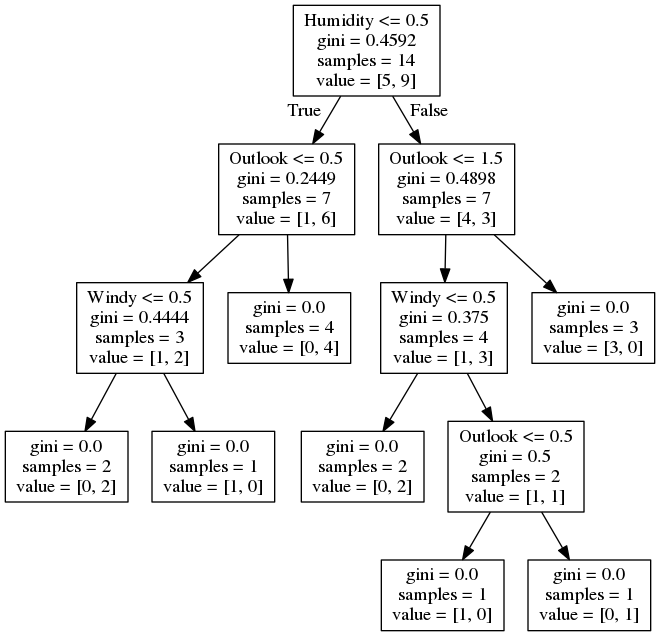 Humidity <= 0.5
gini = 0.4592
samples = 14
value = [5, 9]
True
False
Outlook <= 0.5
gini = 0.2449
samples = 7
value = [1, 6]
Outlook <= 1.5
gini = 0.4898
samples = 7
value = [4, 3]
Windy <= 0.5
gini = 0.4444
samples = 3
value = [1, 2]
gini = 0.0
samples = 4
value = [0, 4]
Windy <= 0.5
gini = 0.375
samples = 4
value = [1, 3]
gini = 0.0
samples = 3
value = [3, 0]
gini = 0.0
samples = 2
value = [0, 2]
gini = 0.0
samples = 1
value = [1, 0]
gini = 0.0
samples = 2
value = [0, 2]
Outlook <= 0.5
gini = 0.5
samples = 2
value = [1, 1]
gini = 0.0
samples = 1
value = [1, 0]
gini = 0.0
samples = 1
value = [0, 1]